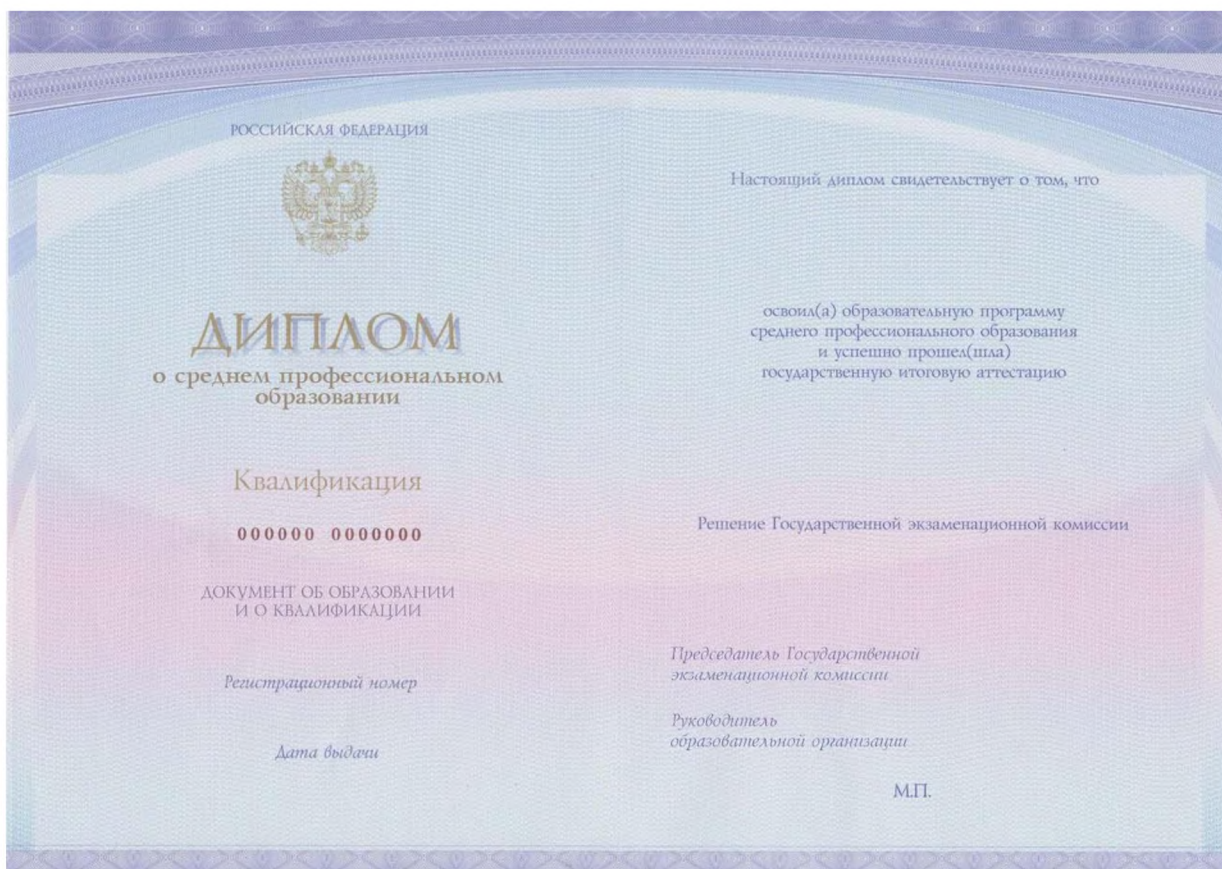 РОССИЙСКАЯ ФЕДЕРАЦИЯ
ДИПЛОМ
о среднем профессиональном
образовании
Квалификация
000000 0000000
ДОКУМЕНТ ОБ ОБРАЗОВАНИИ
И О КВАЛИФИКАЦИИ
Регистрационный номер
Дата выдачи
Настоящий диплом свидетельствует о том, что
освоил(а) образовательную программу
среднего профессионального образования
и успешно прошел(шла)
государственную итоговую аттестацию
Решение Государственной экзаменационной комиссии
Председатель Государственной
экзаменационной комиссии
Руководитель
образовательной организации
М.П.